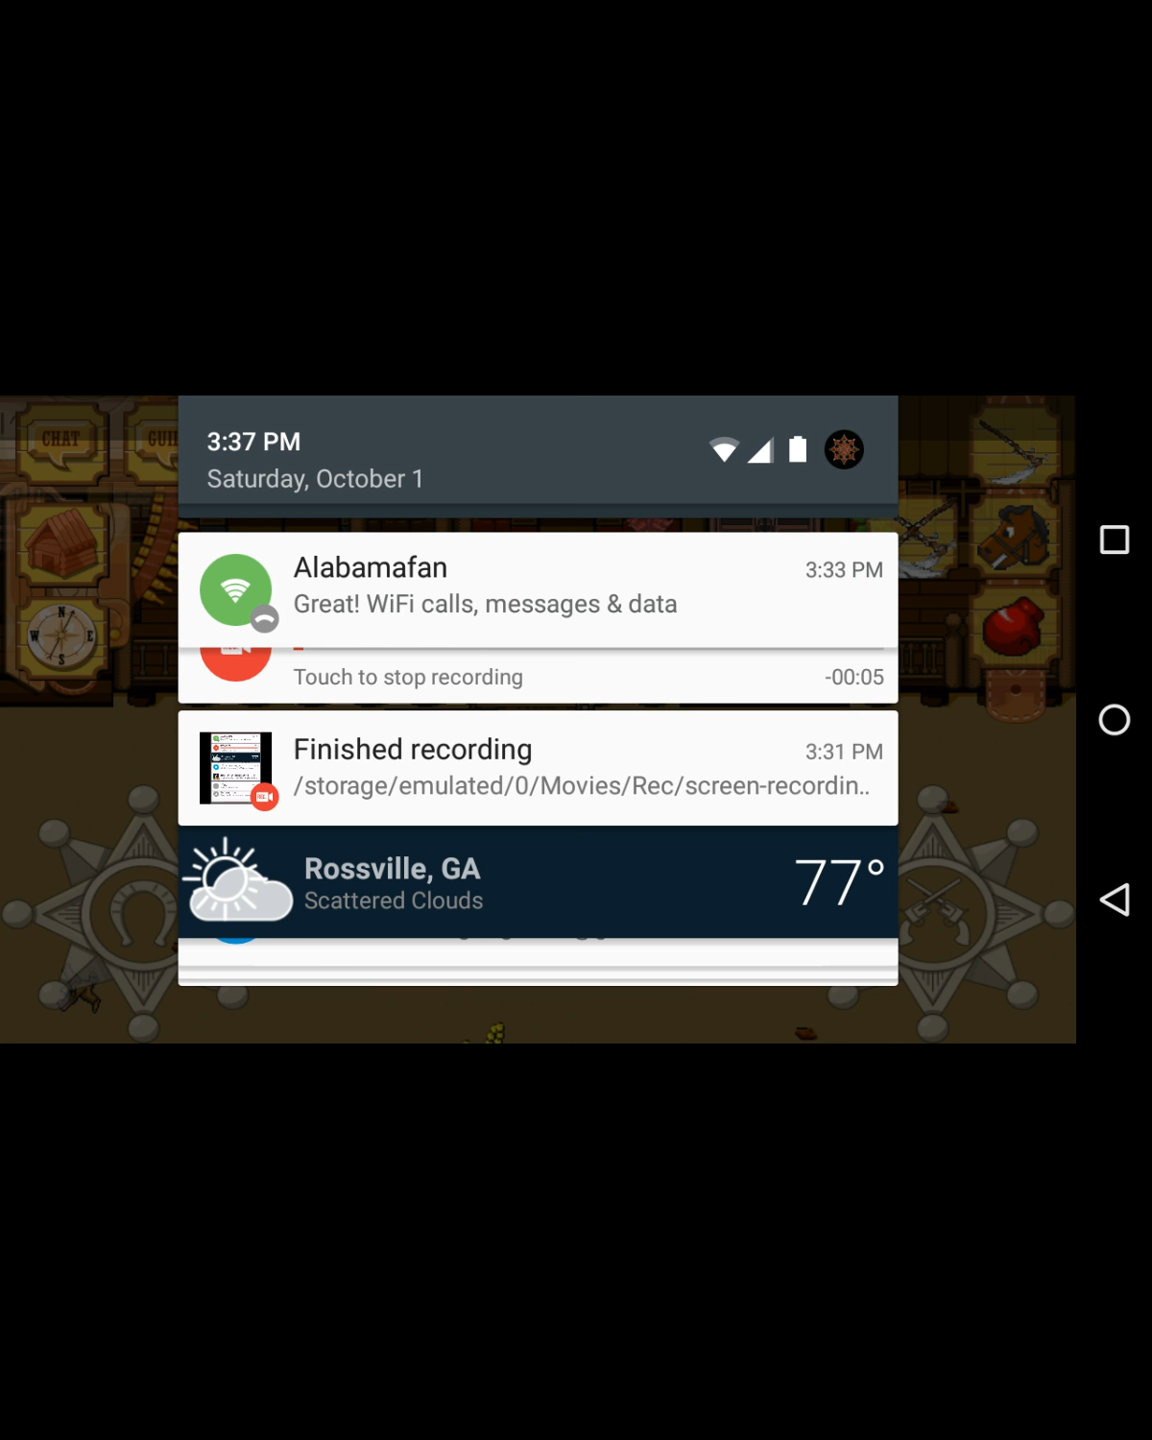 CHAT
3:37 PM
Saturday, October 1
Alabamafan
3:33 PM
Great! WiFi calls, messages & data
Touch to stop recording
-00:05
Finished recording
3:31 PM
/storage/emulated/0/Movies/Rec/screen-recordin..
Rossville, GA
77°
Scattered Clouds
N
W
E
S